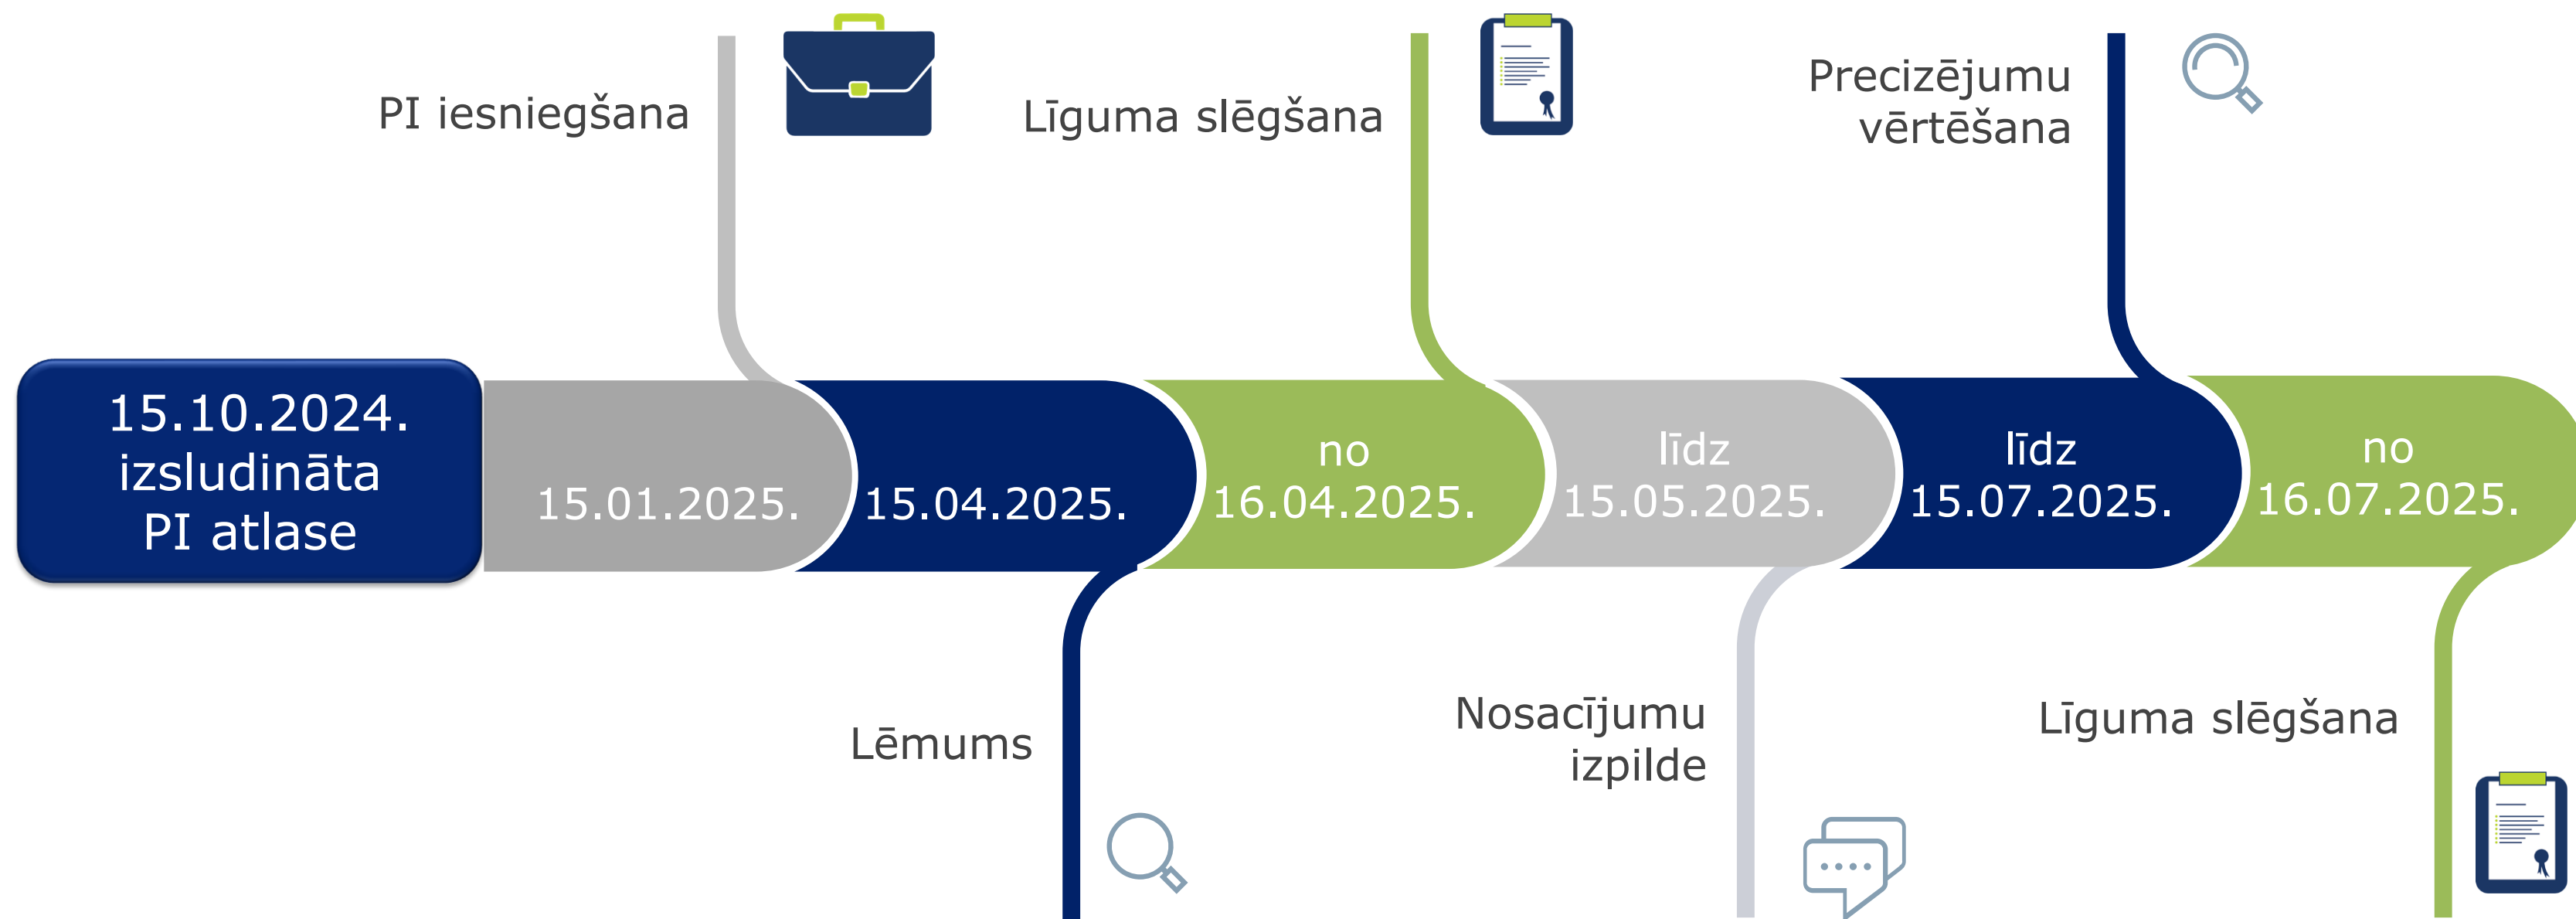 PI iesniegšana
Līguma slēgšana
Precizējumu
vērtēšana
15.10.2024.
izsludināta
PI atlase
15.01.2025.
15.04.2025.
no
16.04.2025.
līdz
15.05.2025.
līdz
15.07.2025.
no
16.07.2025.
Lēmums
Nosacījumu
izpilde
Līguma slēgšana